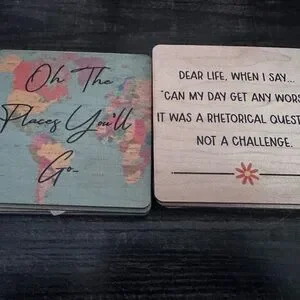 Oh The
Places You'll
Go-
DEAR LIFE, WHEN I SAY...
"CAN MY DAY GET ANY WORS
IT WAS A RHETORICAL QUEST
NOT A CHALLENGE.